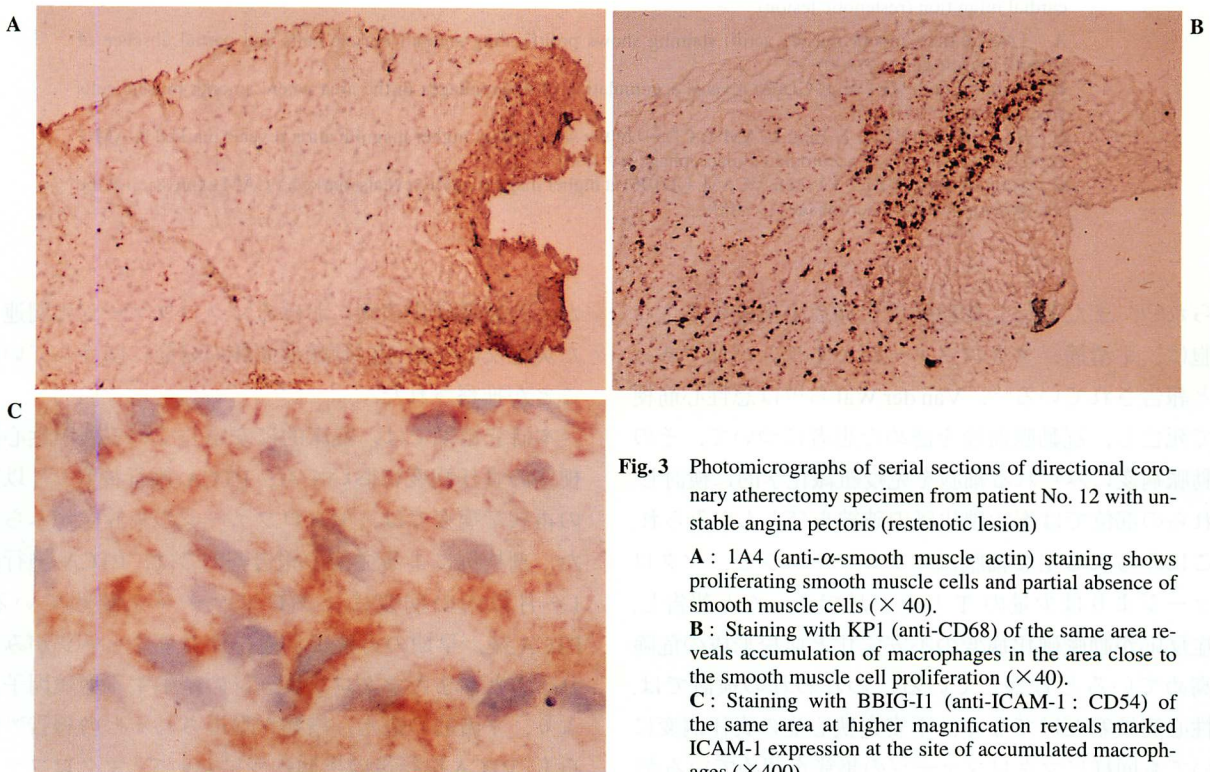 A
B
C
Fig. 3 Photomicrographs of serial sections of directional coro-
nary atherectomy specimen from patient No. 12 with un-
stable angina pectoris (restenotic lesion)
A : 1A4 (anti-α-smooth muscle actin) staining shows
proliferating smooth muscle cells and partial absence of
smooth muscle cells (× 40).
B : Staining with KP1 (anti-CD68) of the same area re-
veals accumulation of macrophages in the area close to
the smooth muscle cell proliferation (×40).
C : Staining with BBIG-I1 (anti-ICAM-1 : CD54) of
the same area at higher magnification reveals marked
ICAM-1 expression at the site of accumulated macroph-
ages (×400).